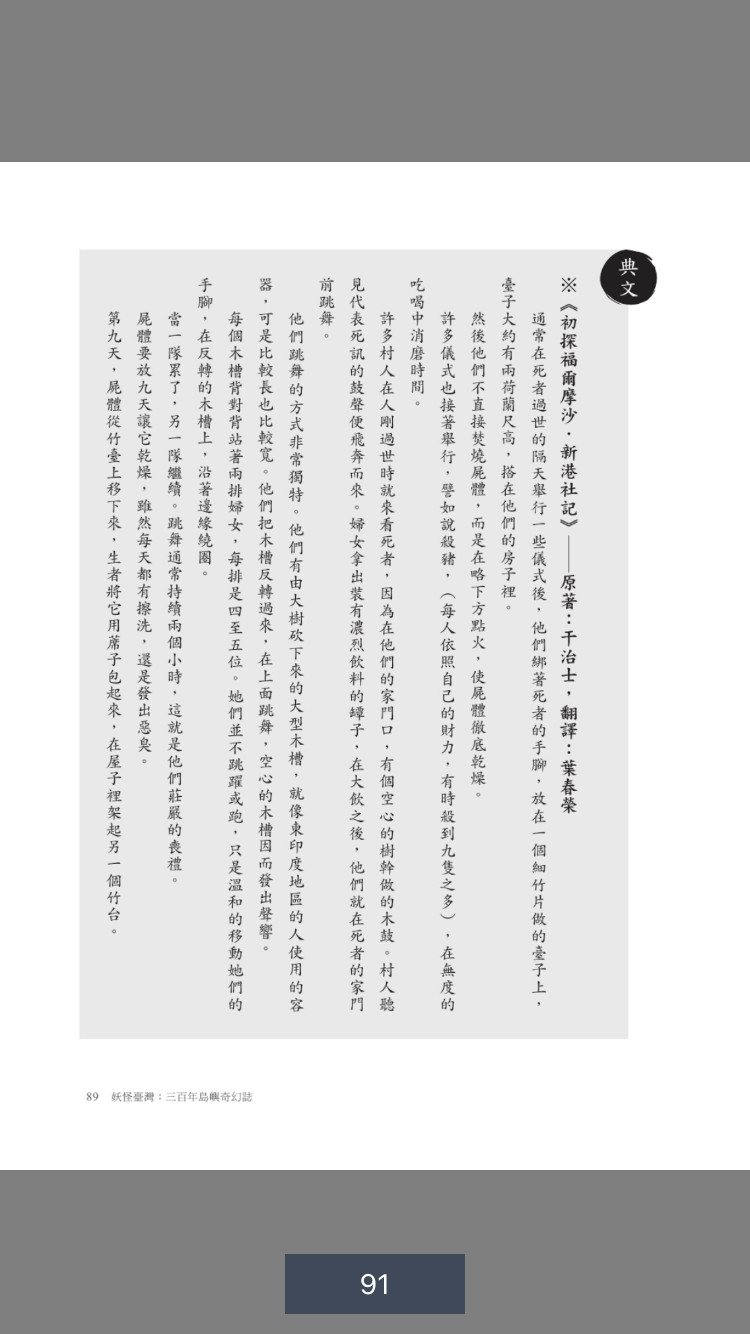 典文
※《初探福爾摩沙．新港社記》——原著：干治士，翻譯：葉春榮
通常在死者過世的隔天舉行一些儀式後，他們綁著死者的手腳，放在一個細竹片做的臺子上，
臺子大約有兩荷蘭尺高，搭在他們的房子裡。
然後他們不直接焚燒屍體，而是在略下方點火，使屍體徹底乾燥。
許多儀式也接著舉行，譬如說殺豬，（每人依照自己的財力，有時殺到九隻之多），在無度的
吃喝中消磨時間。
許多村人在人剛過世時就來看死者，因為在他們的家門口，有個空心的樹幹做的木鼓。村人聽
見代表死訊的鼓聲便飛奔而來。婦女拿出裝有濃烈飲料的罈子，在大飲之後，他們就在死者的家門
前跳舞。
他們跳舞的方式非常獨特。他們有由大樹砍下來的大型木槽，就像東印度地區的人使用的容
器，可是比較長也比較寬。他們把木槽反轉過來，在上面跳舞，空心的木槽因而發出聲響。
每個木槽背對背站著兩排婦女，每排是四至五位。她們並不跳躍或跑，只是溫和的移動她們的
手腳，在反轉的木槽上，沿著邊緣繞圈。
當一隊累了，另一隊繼續。跳舞通常持續兩個小時，這就是他們莊嚴的喪禮。
屍體要放九天讓它乾燥，雖然每天都有擦洗，還是發出惡臭。
第九天，屍體從竹臺上移下來，生者將它用蓆子包起來，在屋子裡架起另一個竹台。
89 妖怪臺灣：三百年島嶼奇幻誌
91